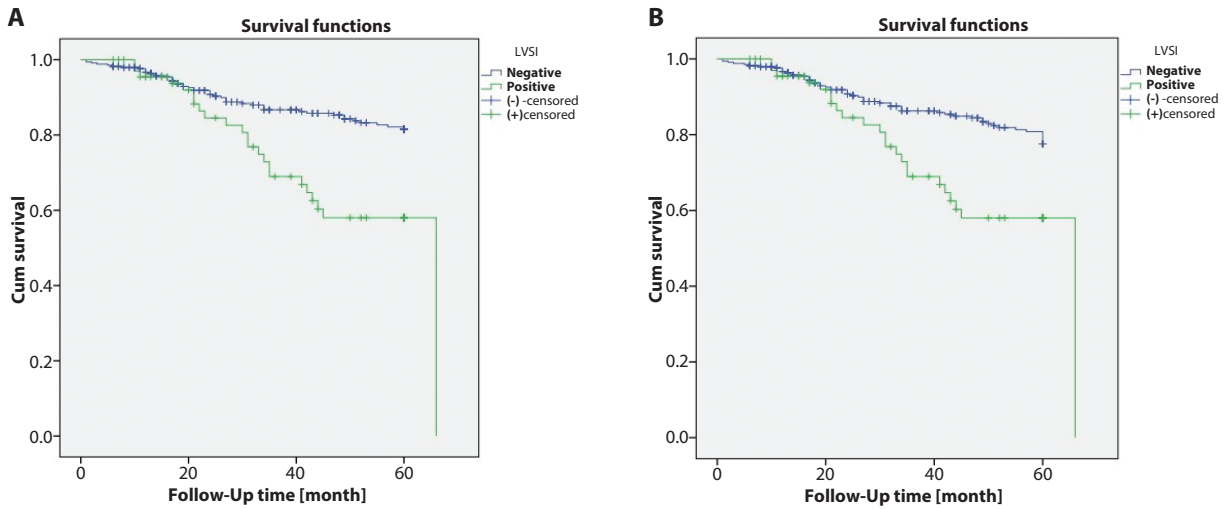 A
Survival functions
LVSI
Negative
Positive
(-) -censored
(+)censored
1.0
0.8
0.6
0.4
0.2
0.0
Cum survival
0
20
40
60
Follow-Up time [month]
B
Survival functions
LVSI
Negative
Positive
(-) -censored
(+)censored
1.0
0.8
0.6
0.4
0.2
0.0
Cum survival
0
20
40
60
Follow-Up time [month]